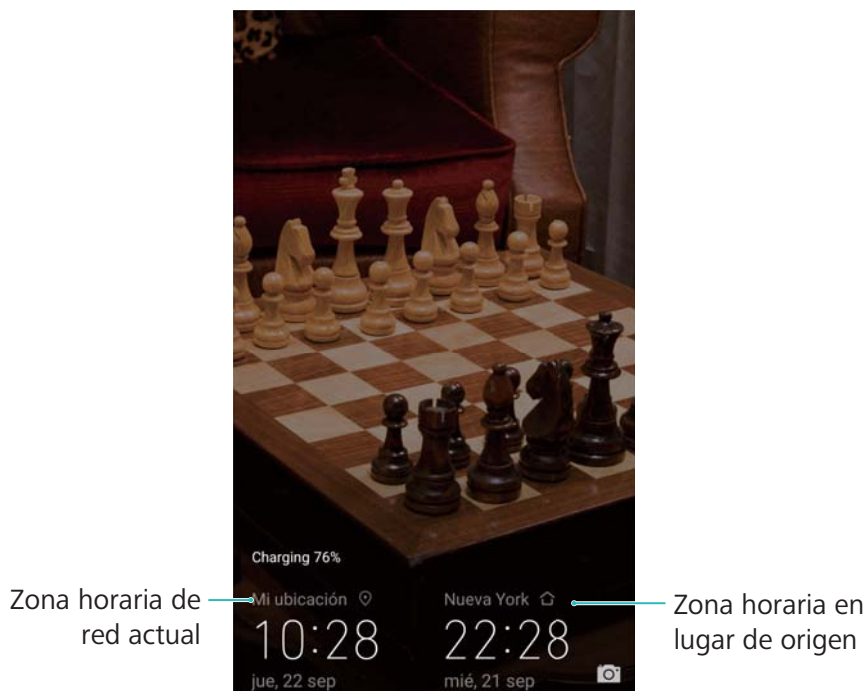 Charging 76%
Zona horaria de
red actual
Mi ubicación
10:28
jue, 22 sep
Nueva York
22:28
mié, 21 sep
Zona horaria en
lugar de origen